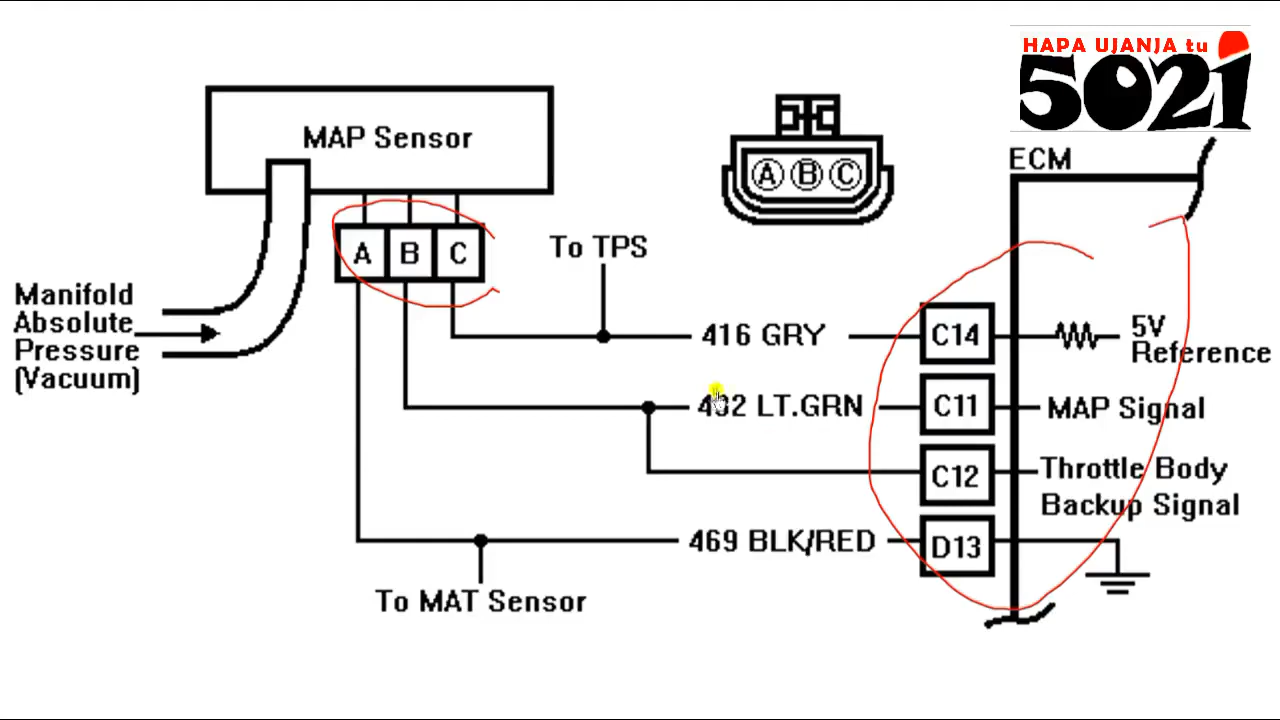 HAPA UJANJA tu
5021
MAP Sensor
ECM
A B C
A B C
To TPS
Manifold
Absolute
Pressure
(Vacuum)
416 GRY
C14
5V
Reference
432 LT.GRN
C11
MAP Signal
C12
Throttle Body
Backup Signal
469 BLK/RED
D13
To MAT Sensor